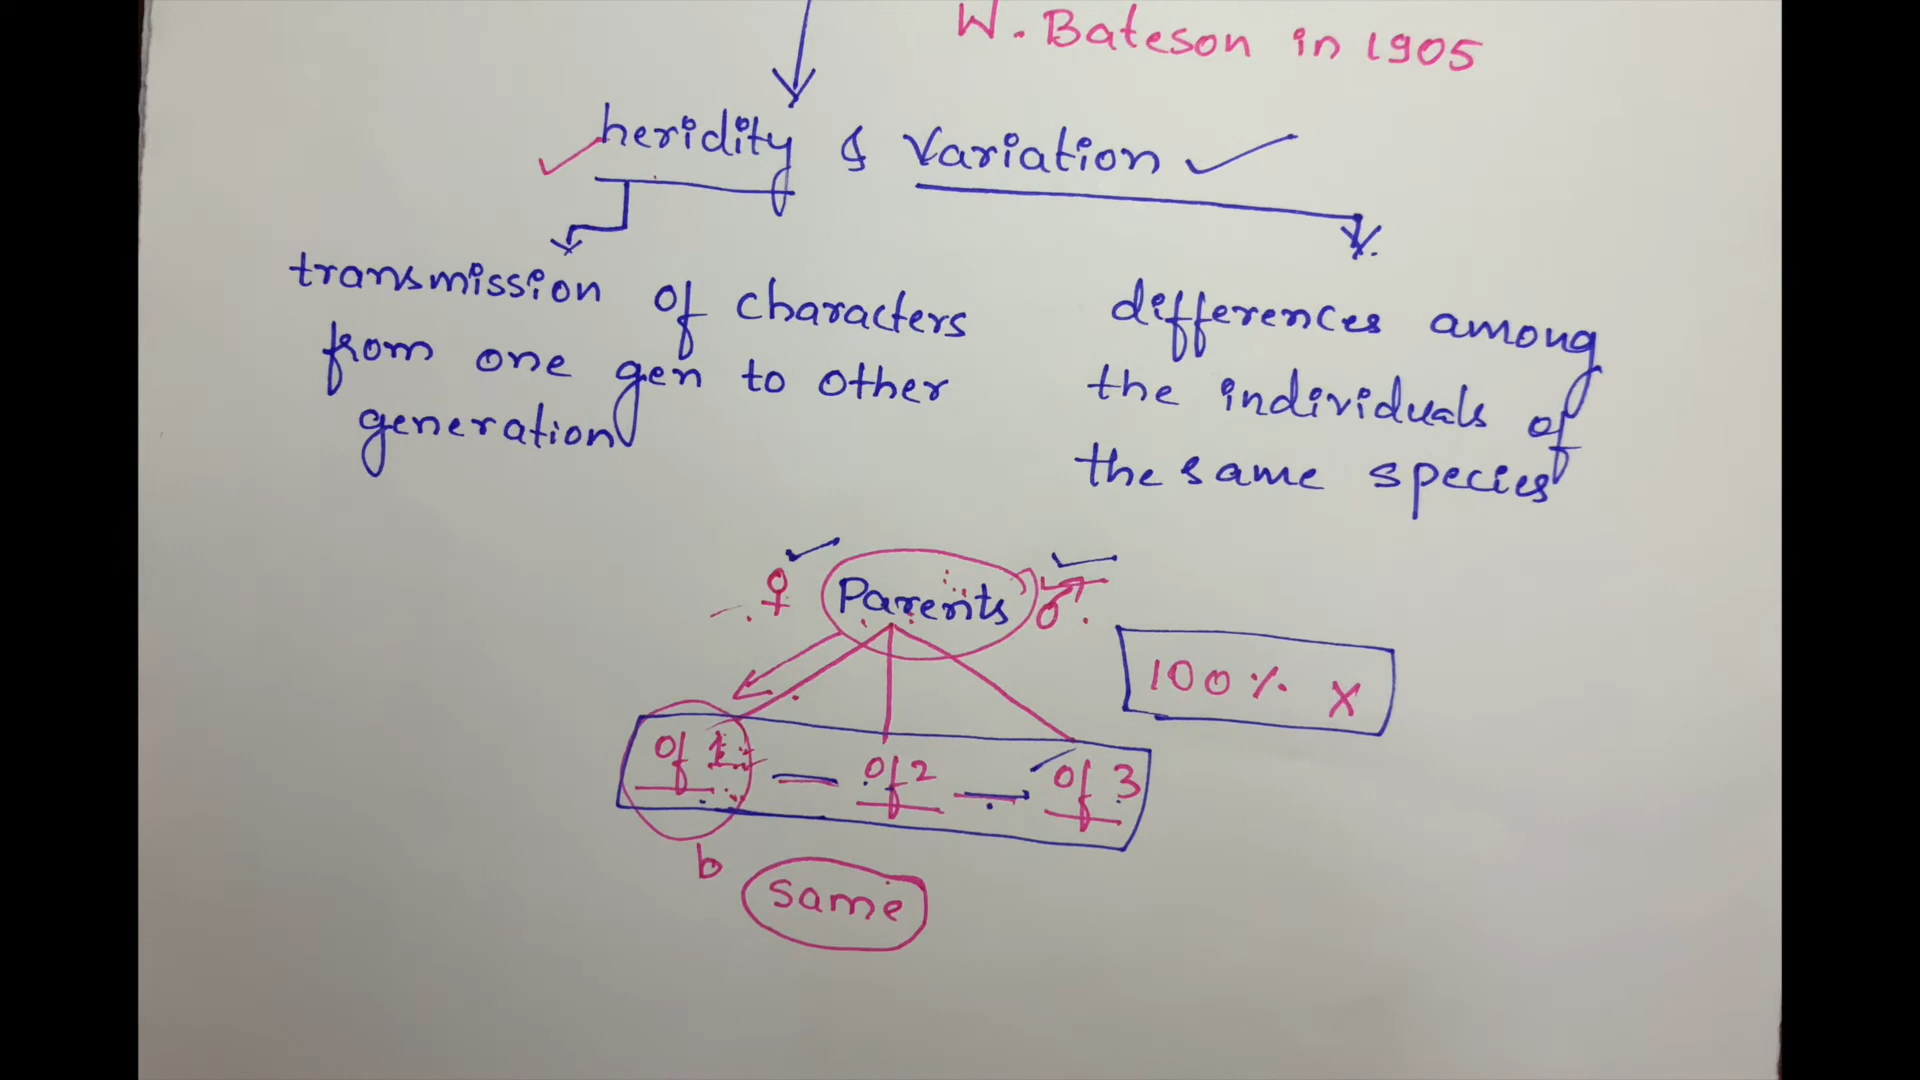 W. Bateson in 1905
heridity & Variation
transmission of characters
from one gen to other
generation
differences among
the individuals of
the same species
♀ Parents ♂
100% X
of 1 — of 2 — of 3
b
same